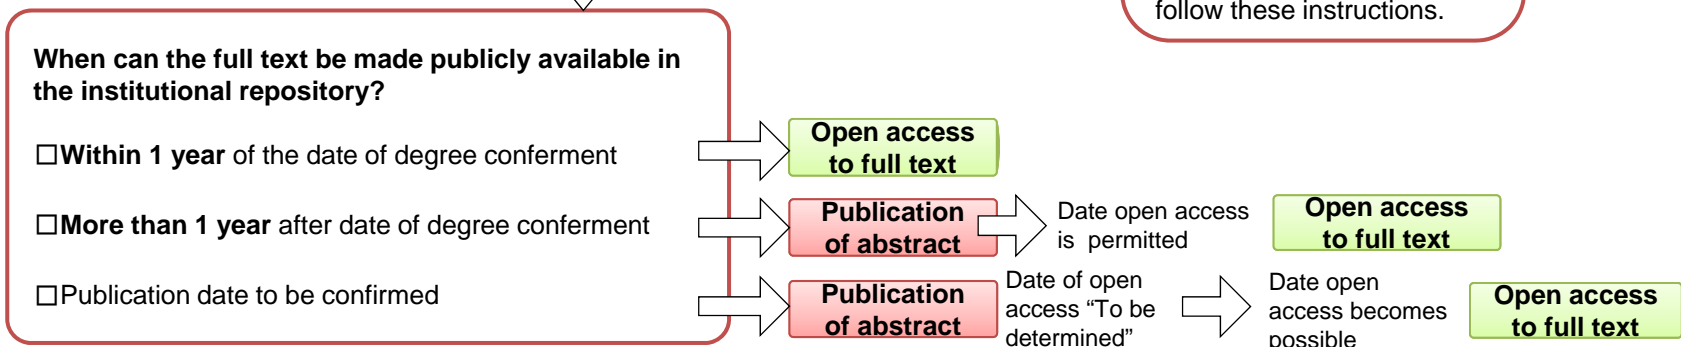 follow these instructions.
When can the full text be made publicly available in
the institutional repository?
□Within 1 year of the date of degree conferment
Open access
to full text
□More than 1 year after date of degree conferment
Publication
of abstract
Date open access
is permitted
Open access
to full text
□Publication date to be confirmed
Publication
of abstract
Date of open
access “To be
determined”
Date open
access becomes
possible
Open access
to full text